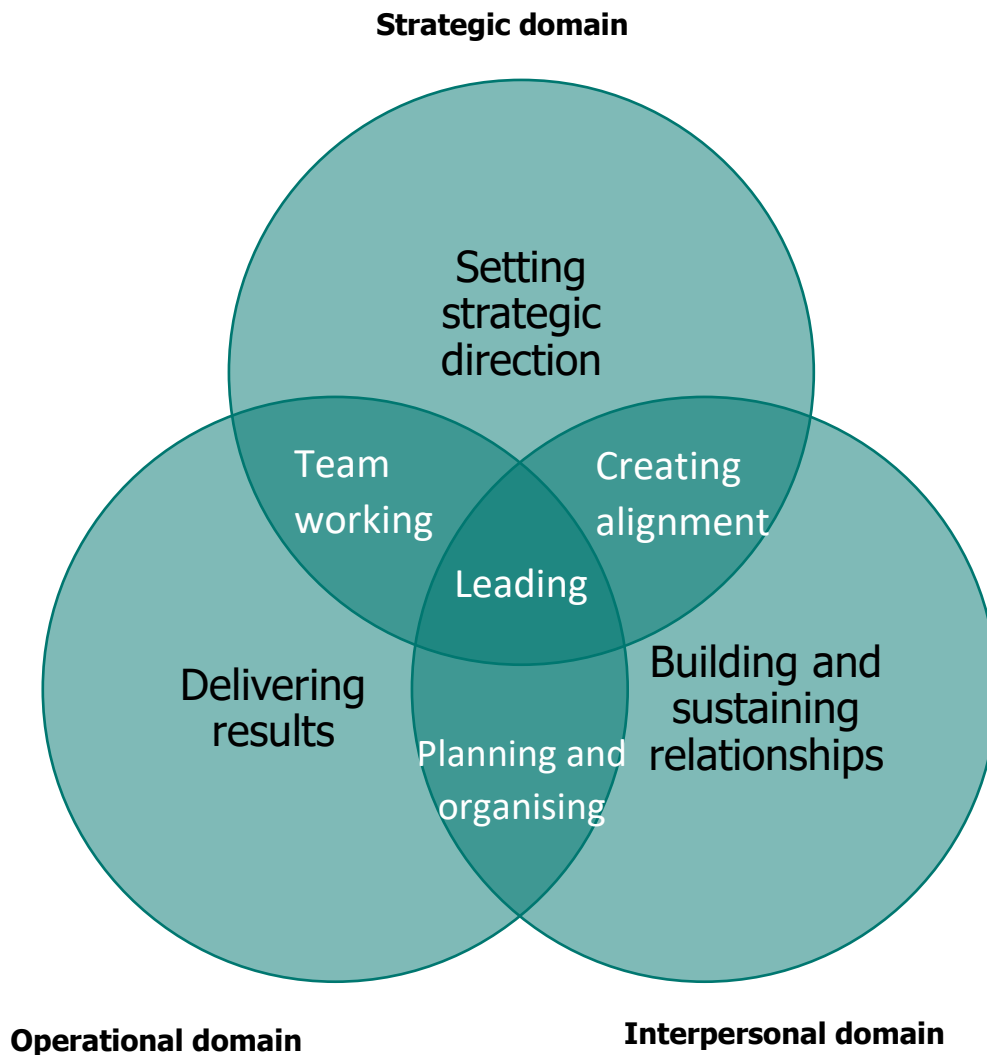 Strategic domain
Setting
strategic
direction
Team
working
Creating
alignment
Leading
Delivering
results
Building and
sustaining
relationships
Planning and
organising
Operational domain
Interpersonal domain